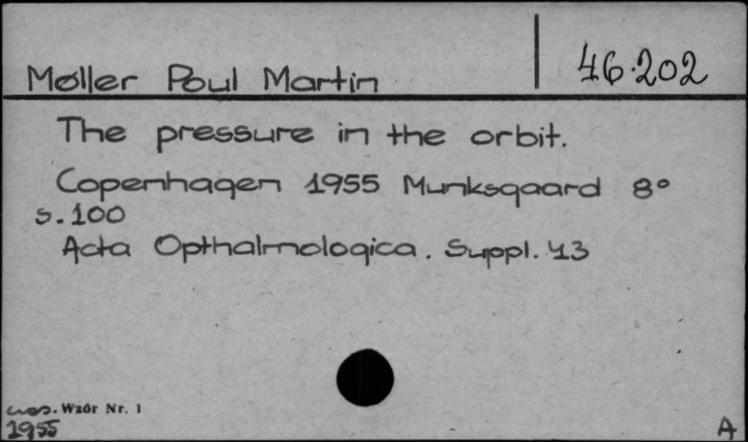 Møller Poul Martin
46.202
The pressure in the orbit.
Copenhagen 1955 Munksgaard 8°
s. 100
Acta Opthalmologica. Suppl. 43
Wzór Nr. 1
1955
A